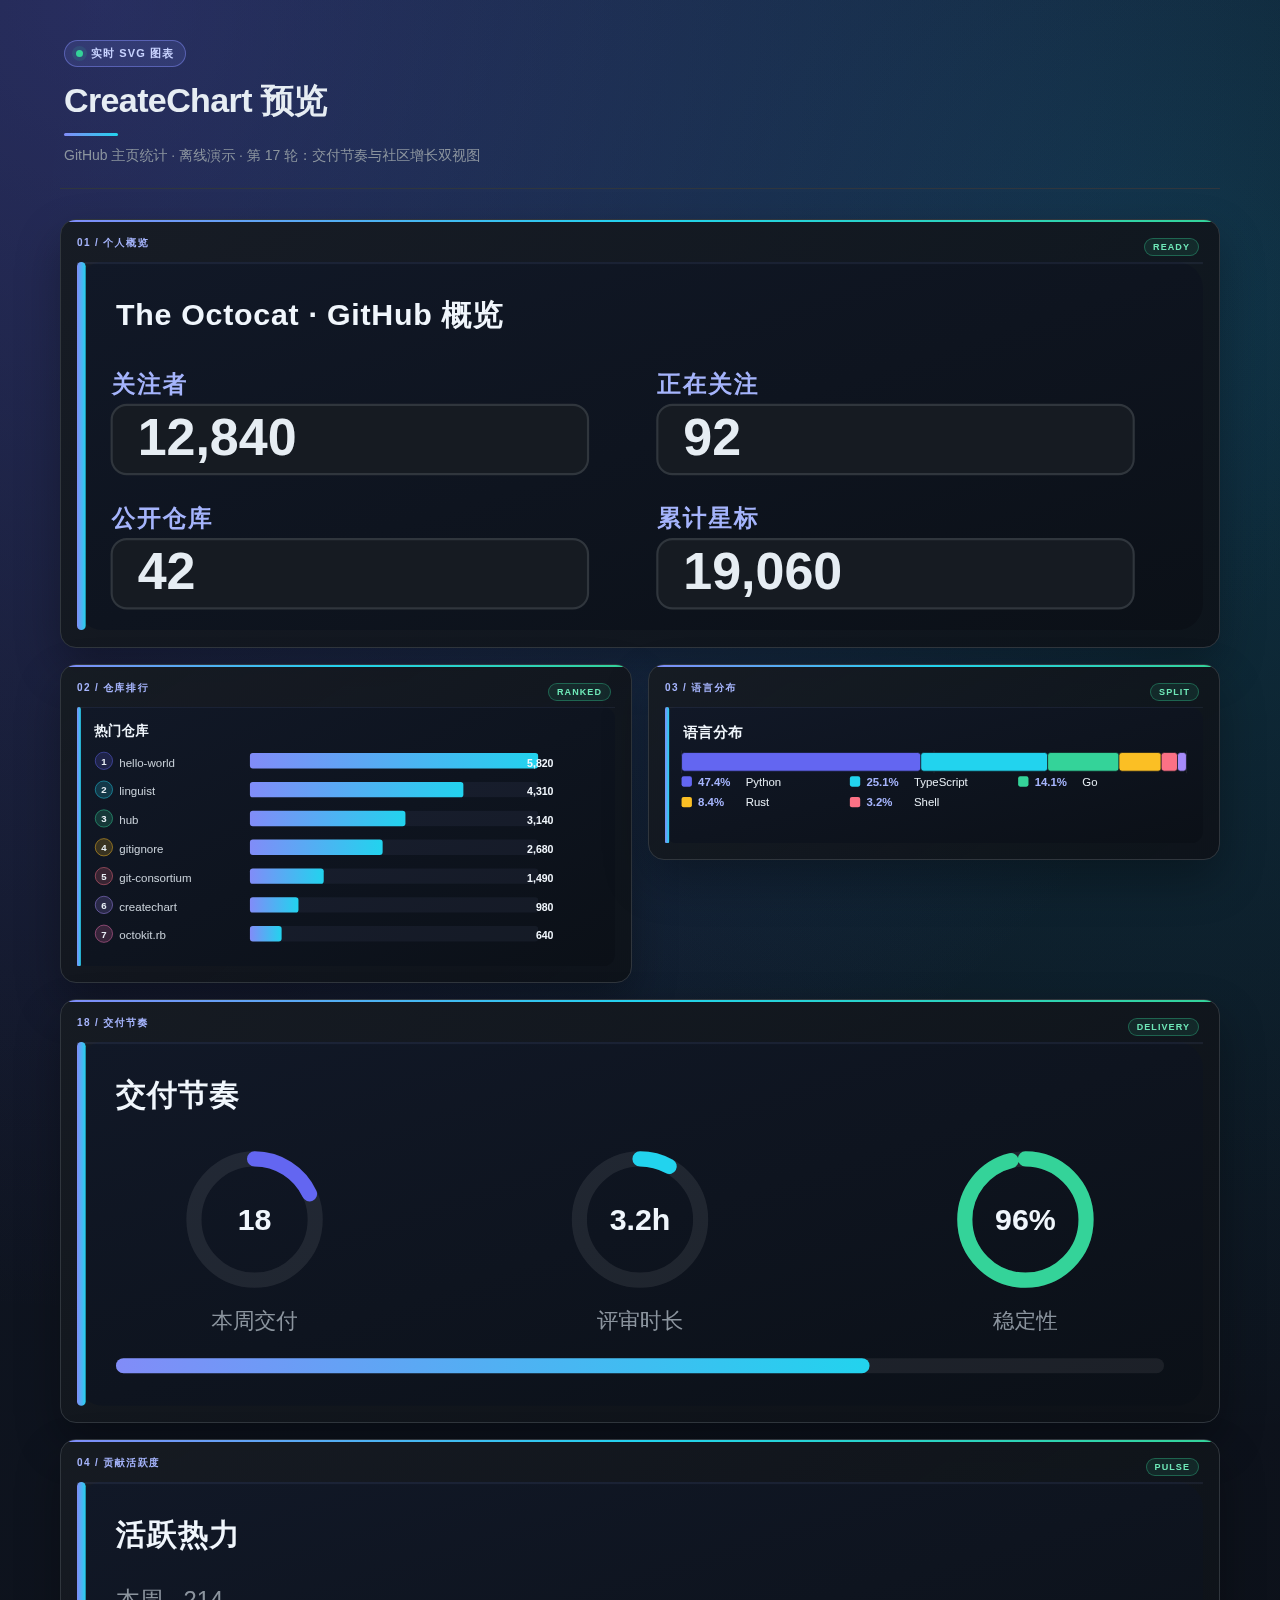 实时 SVG 图表
CreateChart 预览
GitHub 主页统计 · 离线演示 · 第 17 轮：交付节奏与社区增长双视图
01 / 个人概览
READY
The Octocat · GitHub 概览
关注者
正在关注
12,840
92
公开仓库
累计星标
42
19,060
02 / 仓库排行
RANKED
热门仓库
1 hello-world 5,820
2 linguist 4,310
3 hub 3,140
4 gitignore 2,680
5 git-consortium 1,490
6 createchart 980
7 octokit.rb 640
03 / 语言分布
SPLIT
语言分布
47.4% Python 25.1% TypeScript 14.1% Go
8.4% Rust 3.2% Shell
18 / 交付节奏
DELIVERY
交付节奏
18 3.2h 96%
本周交付 评审时长 稳定性
04 / 贡献活跃度
PULSE
活跃热力
本周 214